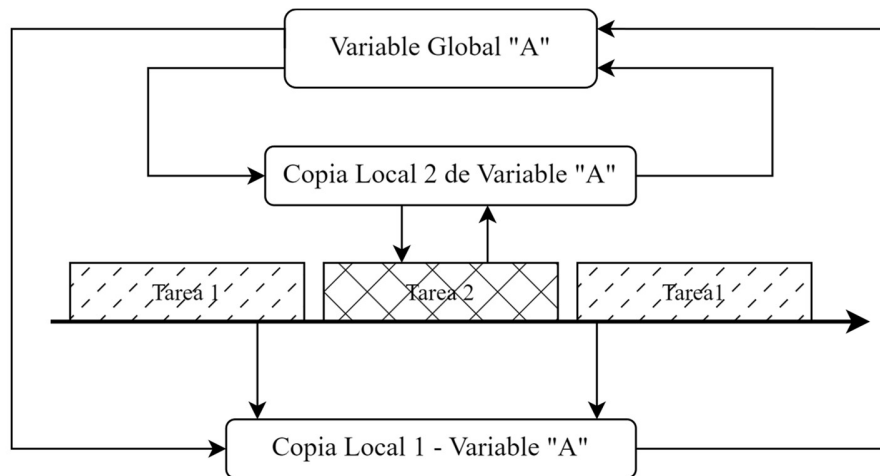 Variable Global "A"
Copia Local 2 de Variable "A"
Tarea 1
Tarea 2
Tarea1
Copia Local 1 - Variable "A"